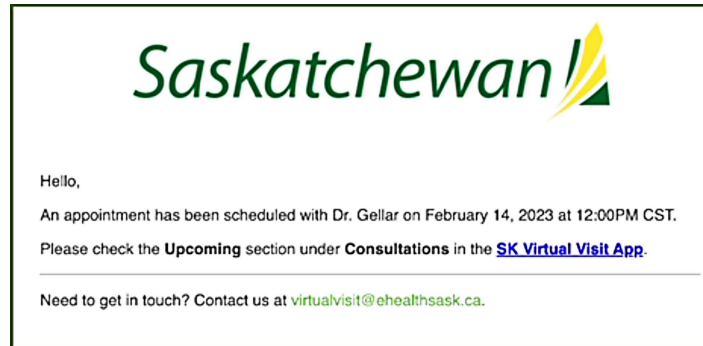 Saskatchewan
Hello,
An appointment has been scheduled with Dr. Gellar on February 14, 2023 at 12:00PM CST.
Please check the Upcoming section under Consultations in the SK Virtual Visit App.
Need to get in touch? Contact us at virtualvisit@ehealthsask.ca.